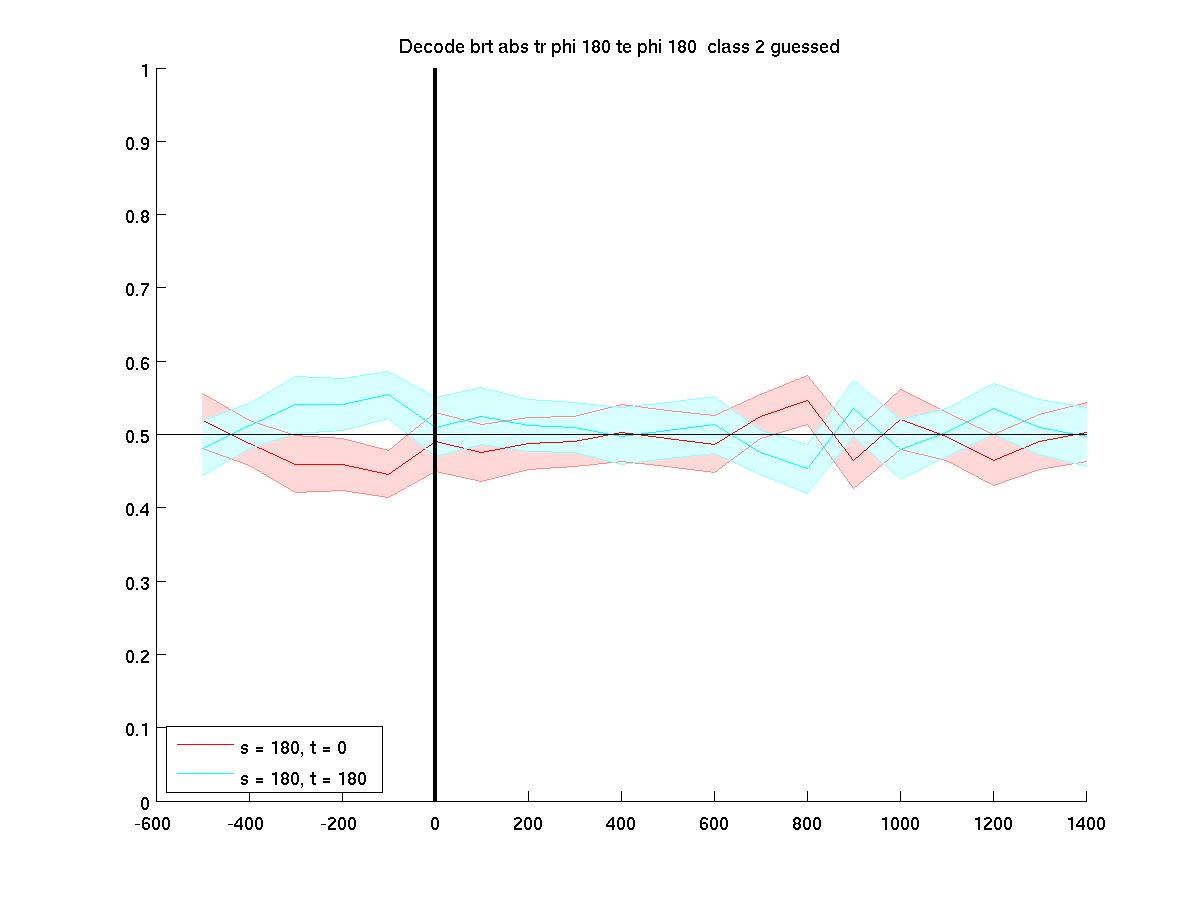 Decode brt abs tr phi 180 te phi 180  class 2 guessed
1
0.9
0.8
0.7
0.6
0.5
0.4
0.3
0.2
0.1
0
s = 180, t = 0
s = 180, t = 180
-600 -400 -200 0 200 400 600 800 1000 1200 1400